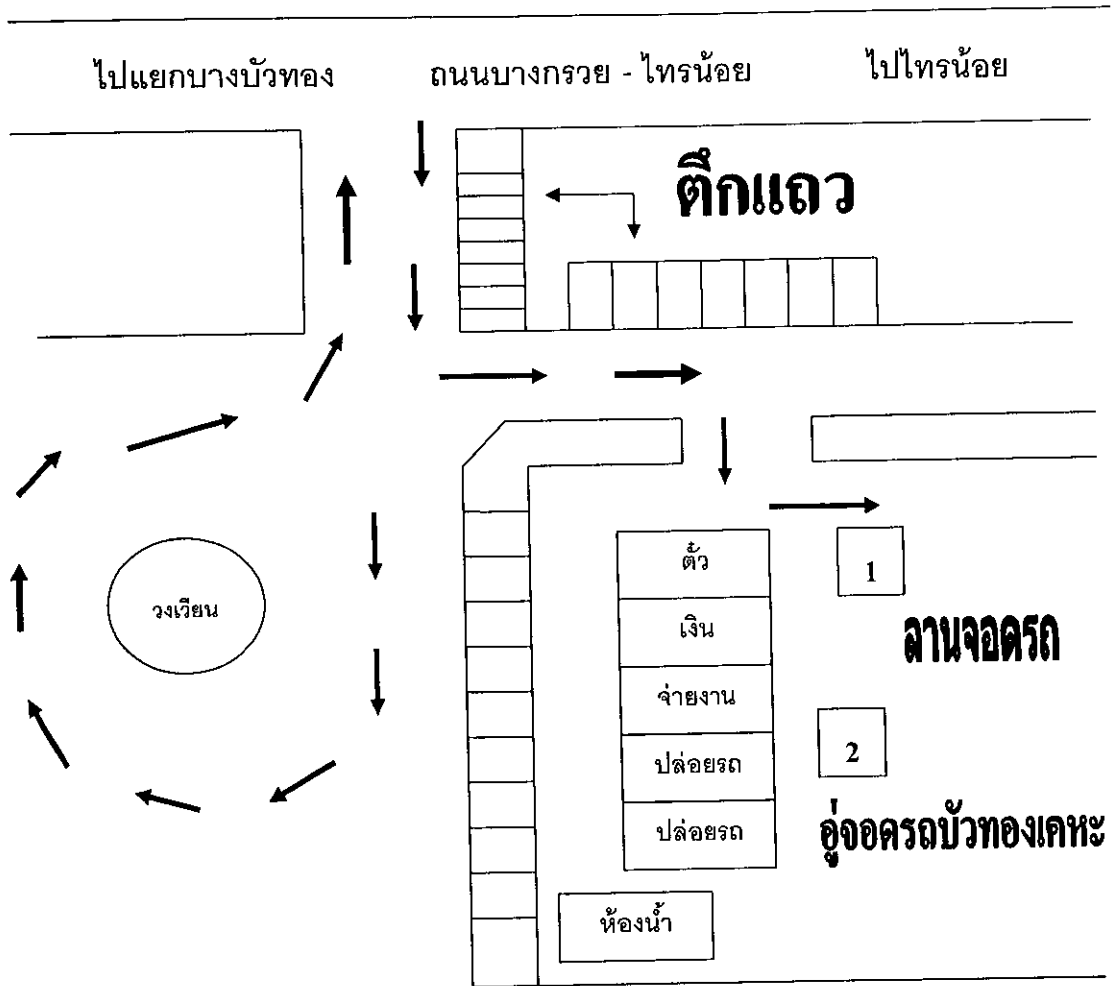 ไปแยกบางบัวทอง ถนนบางกรวย - ไทรน้อย ไปไทรน้อย
ตึกแถว
ตั๋ว
1
วงเวียน
เงิน
ลานจอดรถ
จ่ายงาน
2
ปล่อยรถ
ปล่อยรถ
อู่จอดรถบัวทองเคหะ
ห้องน้ำ